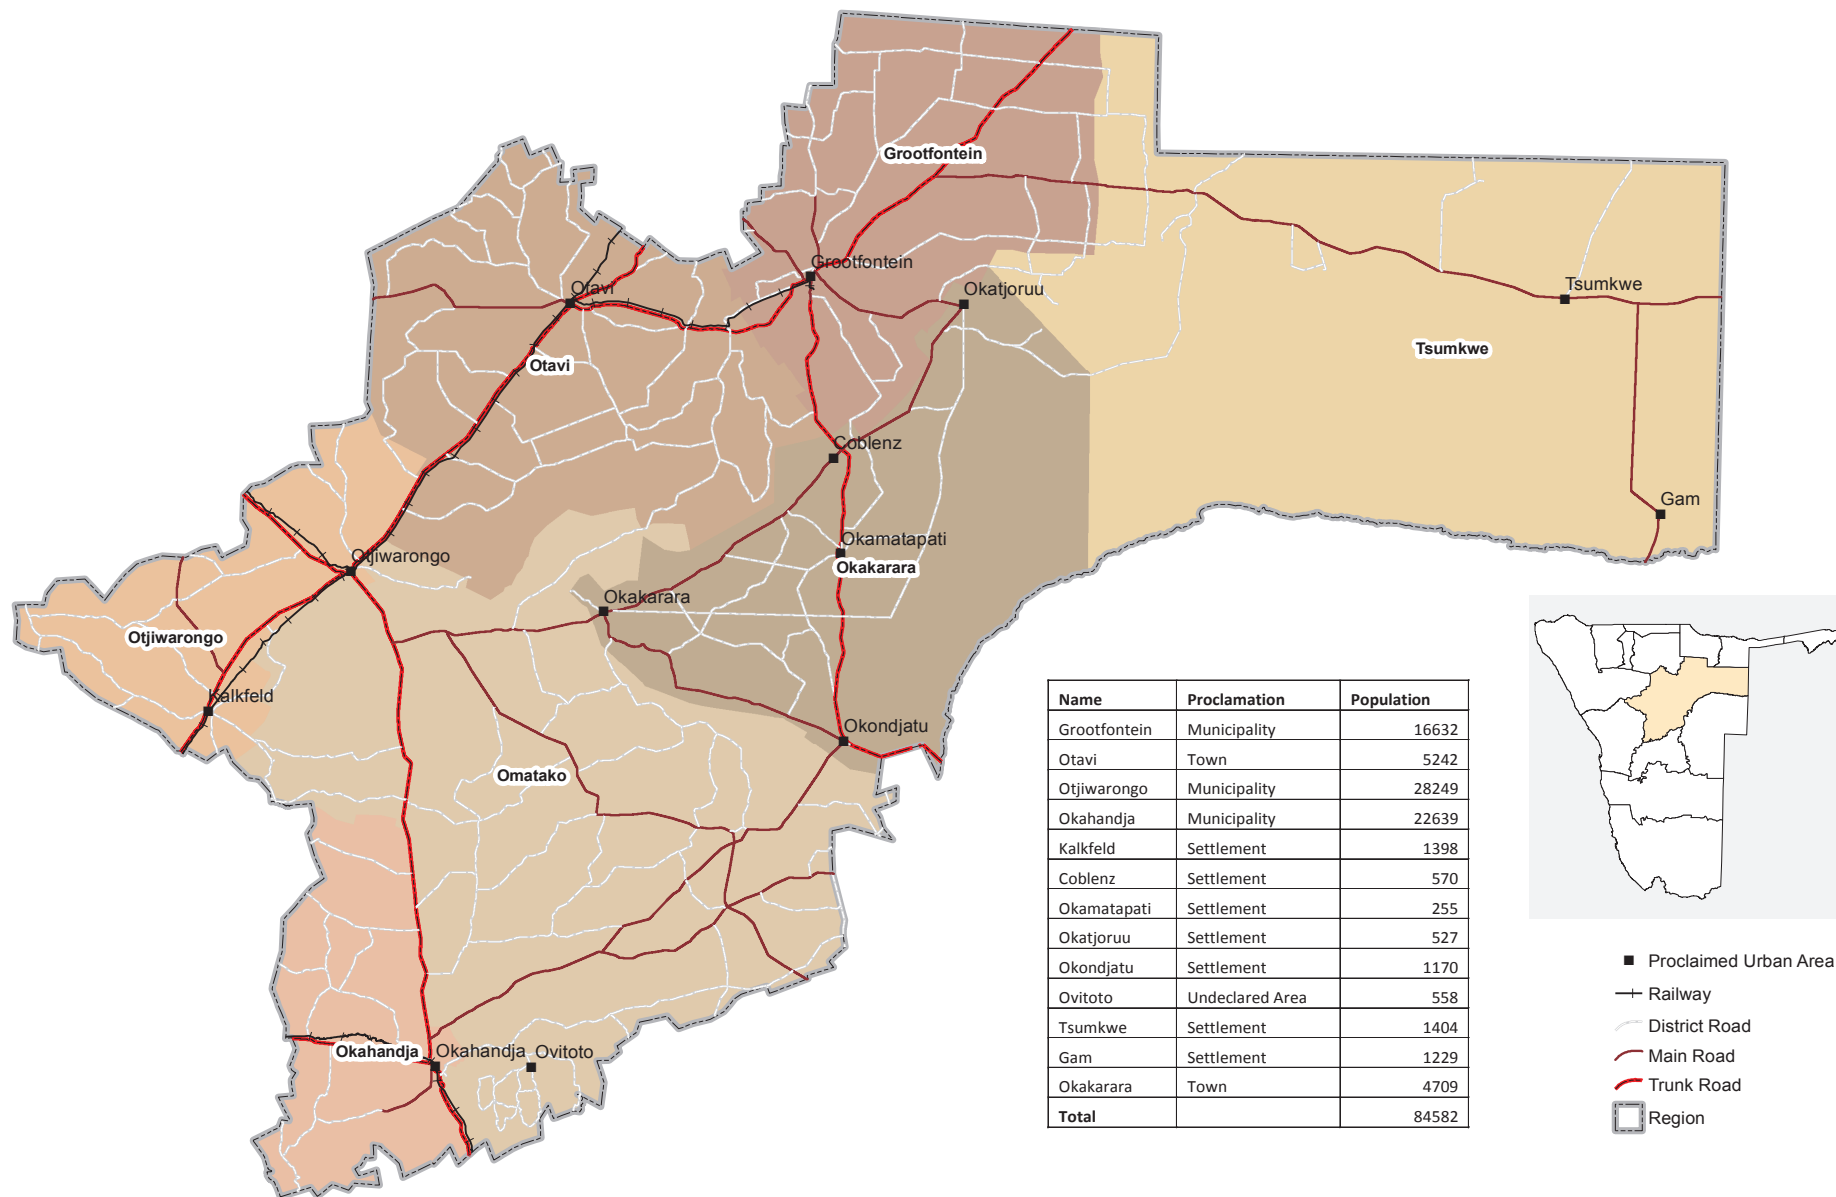 Grootfontein
Grootfontein
Otavi
Okatjoruu
Tsumkwe
Otavi
Tsumkwe
Coblenz
Gam
Otjiwarongo
Okamatapati
Okakarara
Okakarara
Otjiwarongo
Kalkfeld
Okondjatu
Omatako
Okahandja
Okahandja
Ovitoto
Name Proclamation Population
Grootfontein Municipality 16632
Otavi Town 5242
Otjiwarongo Municipality 28249
Okahandja Municipality 22639
Kalkfeld Settlement 1398
Coblenz Settlement 570
Okamatapati Settlement 255
Okatjoruu Settlement 527
Okondjatu Settlement 1170
Ovitoto Undeclared Area 558
Tsumkwe Settlement 1404
Gam Settlement 1229
Okakarara Town 4709
Total 84582
Proclaimed Urban Area
Railway
District Road
Main Road
Trunk Road
Region